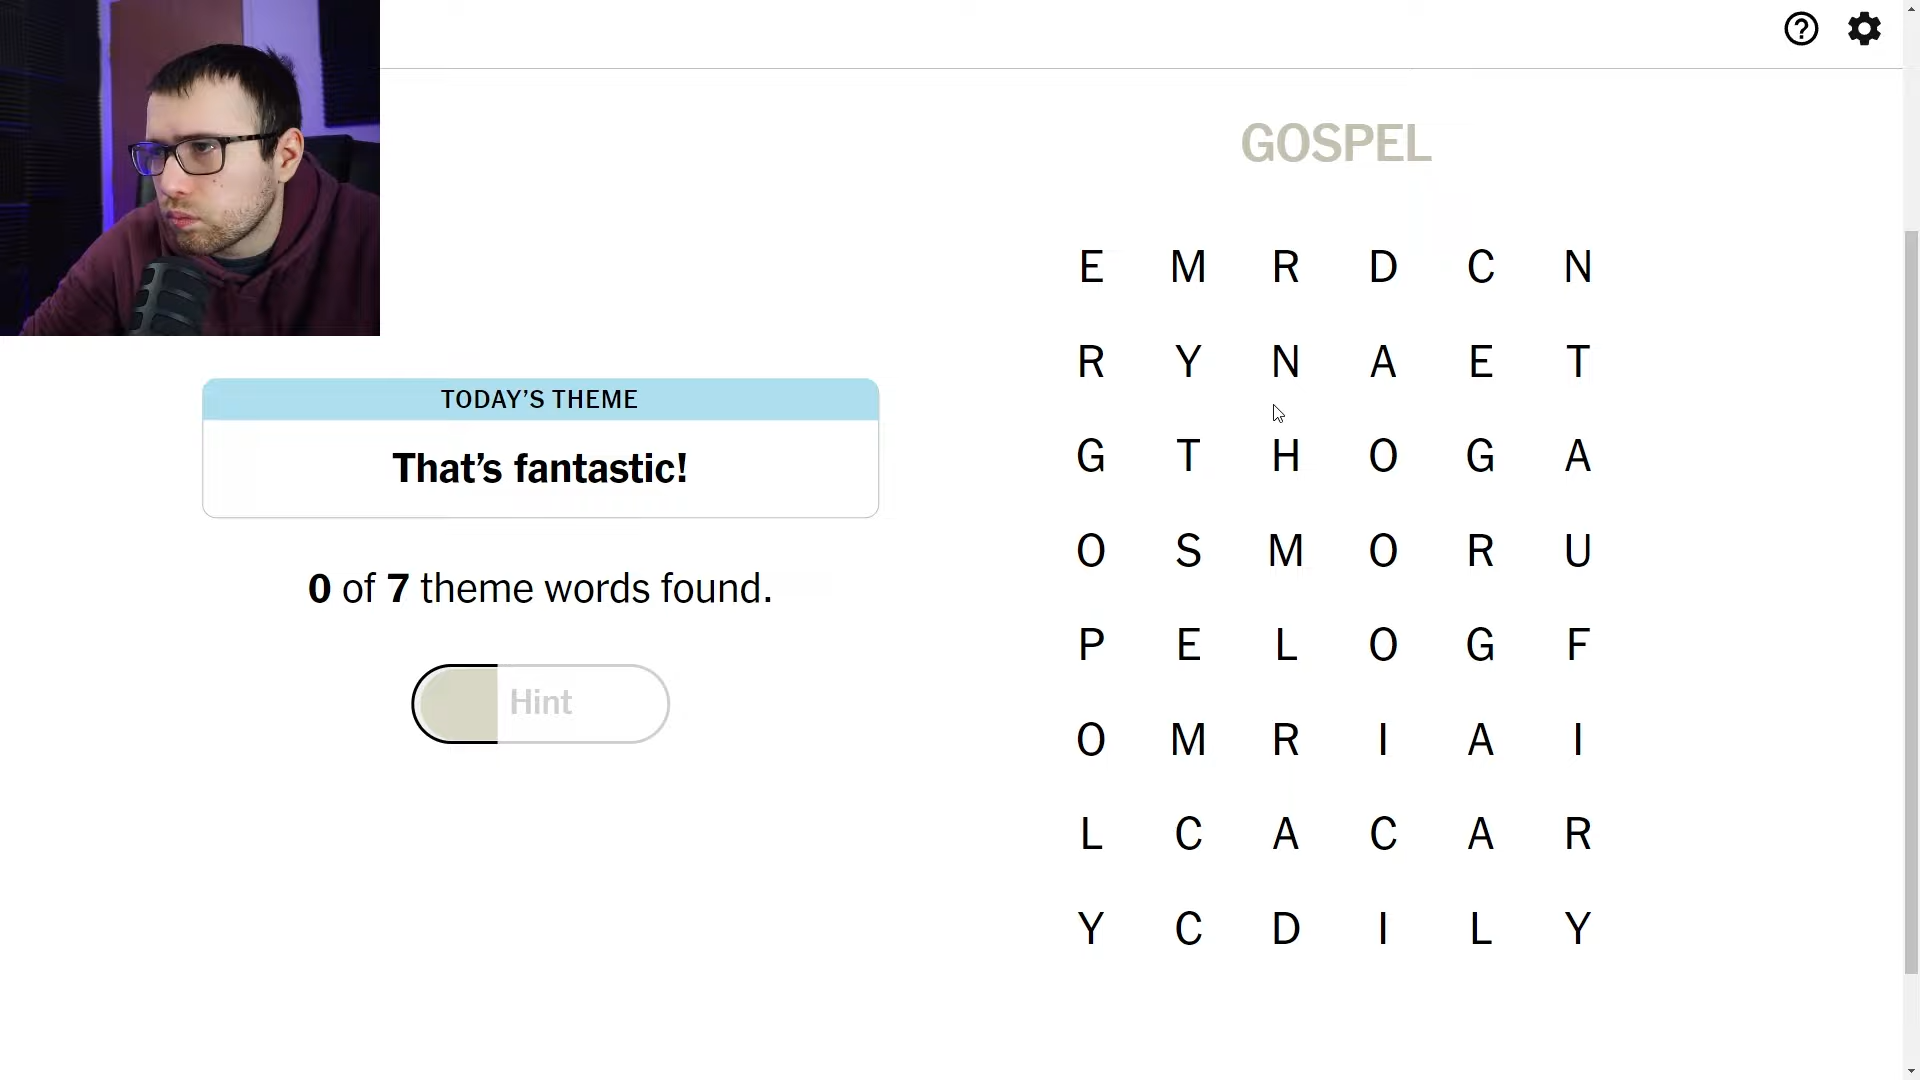 GOSPEL
E M R D C N
R Y N A E T
TODAY'S THEME
That's fantastic!
G T H O G A
O S M O R U
0 of 7 theme words found.
P E L O G F
Hint
O M R I A I
L C A C A R
Y C D I L Y